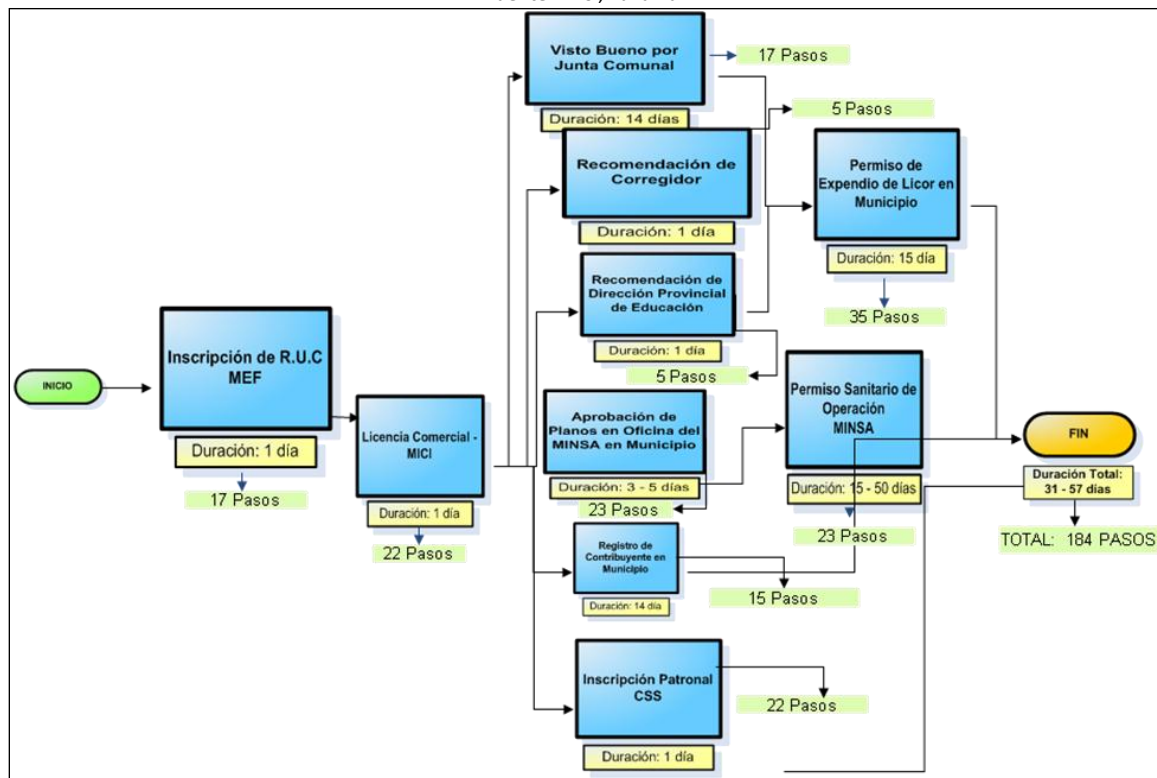 INICIO
Inscripción de R.U.C
MEF
Duración: 1 día
17 Pasos
Licencia Comercial -
MICI
Duración: 1 día
22 Pasos
Visto Bueno por
Junta Comunal
Duración: 14 días
17 Pasos
Recomendación de
Corregidor
Duración: 1 día
5 Pasos
Recomendación de
Dirección Provincial
de Educación
Duración: 1 día
5 Pasos
Aprobación de
Planos en Oficina del
MINSA en Municipio
Duración: 3 - 5 días
23 Pasos
Registro de
Contribuyente en
Municipio
Duración: 14 día
15 Pasos
Inscripción Patronal
CSS
Duración: 1 día
22 Pasos
Permiso de
Expendio de Licor en
Municipio
Duración: 15 día
35 Pasos
Permiso Sanitario de
Operación
MINSA
Duración: 15 - 50 días
23 Pasos
FIN
Duración Total:
31 - 57 días
TOTAL: 184 PASOS